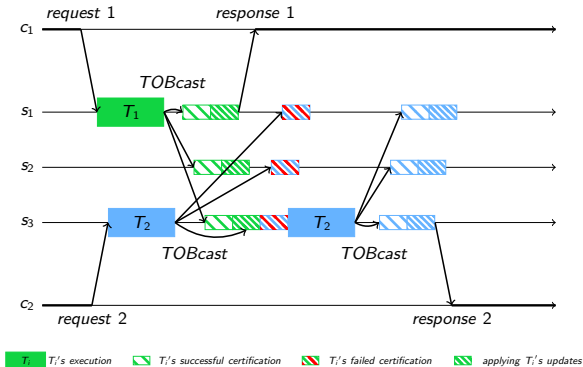 request 1
response 1
c₁
TOBcast
s₁
T₁
s₂
s₃
T₂
T₂
TOBcast
TOBcast
c₂
request 2
response 2
Tᵢ Tᵢ's execution Tᵢ's successful certification Tᵢ's failed certification applying Tᵢ's updates